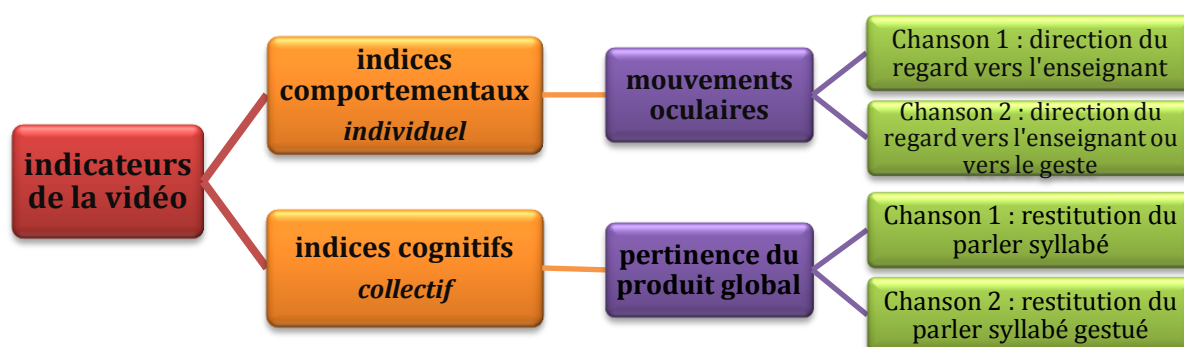 indicateurs
de la vidéo
indices
comportementaux
individuel
mouvements
oculaires
Chanson 1 : direction du
regard vers l'enseignant
Chanson 2 : direction du
regard vers l'enseignant ou
vers le geste
indices cognitifs
collectif
pertinence du
produit global
Chanson 1 : restitution du
parler syllabé
Chanson 2 : restitution du
parler syllabé gestué